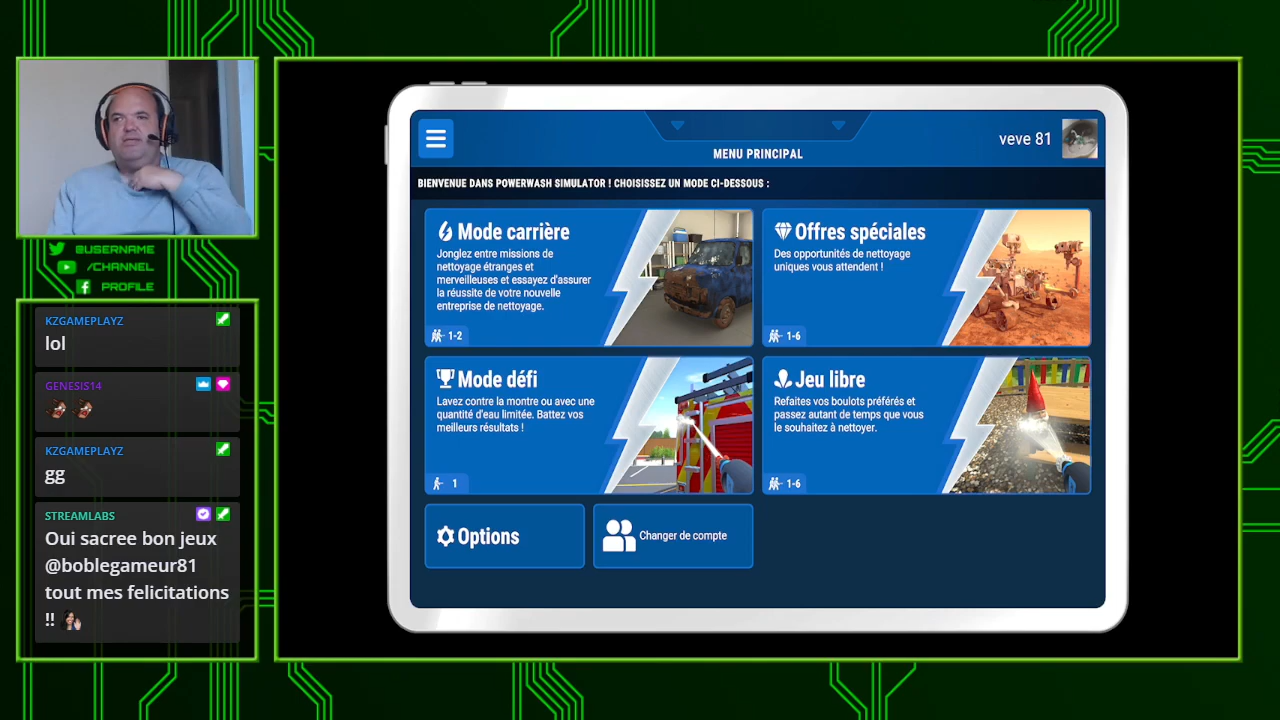 @USERNAME
/CHANNEL
PROFILE
KZGAMEPLAYZ
lol
GENESIS14
KZGAMEPLAYZ
gg
STREAMLABS
Oui sacree bon jeux
@boblegameur81
tout mes felicitations
!!
veve 81
MENU PRINCIPAL
BIENVENUE DANS POWERWASH SIMULATOR ! CHOISISSEZ UN MODE CI-DESSOUS :
Mode carrière
Jonglez entre missions de
nettoyage étranges et
merveilleuses et essayez d'assurer
la réussite de votre nouvelle
entreprise de nettoyage.
1-2
Offres spéciales
Des opportunités de nettoyage
uniques vous attendent !
1-6
Mode défi
Lavez contre la montre ou avec une
quantité d'eau limitée. Battez vos
meilleurs résultats !
1
Jeu libre
Refaites vos boulots préférés et
passez autant de temps que vous
le souhaitez à nettoyer.
1-6
Options
Changer de compte